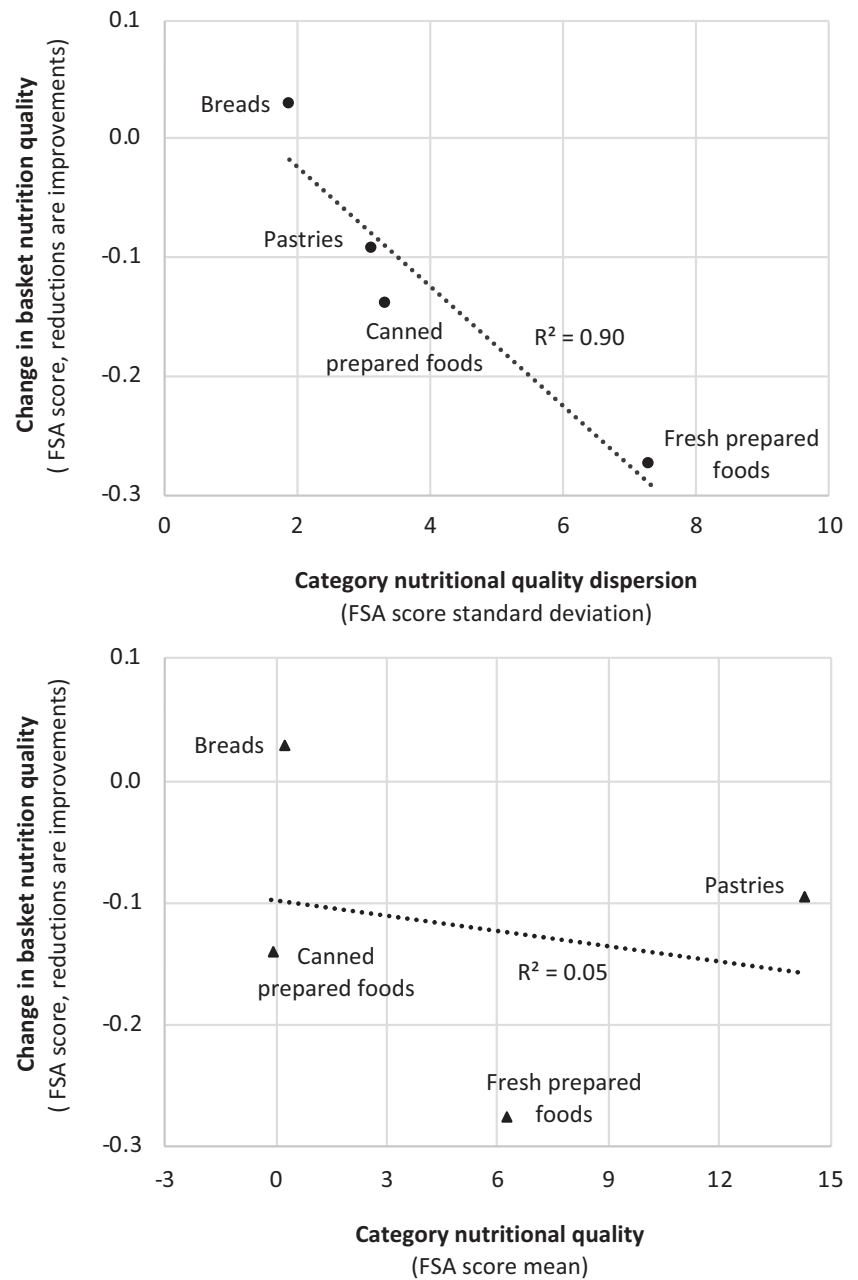 Change in basket nutrition quality
( FSA score, reductions are improvements)
0.1
0.0
-0.1
-0.2
-0.3
Breads
Pastries
Canned
prepared foods
R² = 0.90
Fresh prepared
foods
0 2 4 6 8 10
Category nutritional quality dispersion
(FSA score standard deviation)
Change in basket nutrition quality
( FSA score, reductions are improvements)
0.1
0.0
-0.1
-0.2
-0.3
Breads
Pastries
Canned
prepared foods
R² = 0.05
Fresh prepared
foods
-3 0 3 6 9 12 15
Category nutritional quality
(FSA score mean)